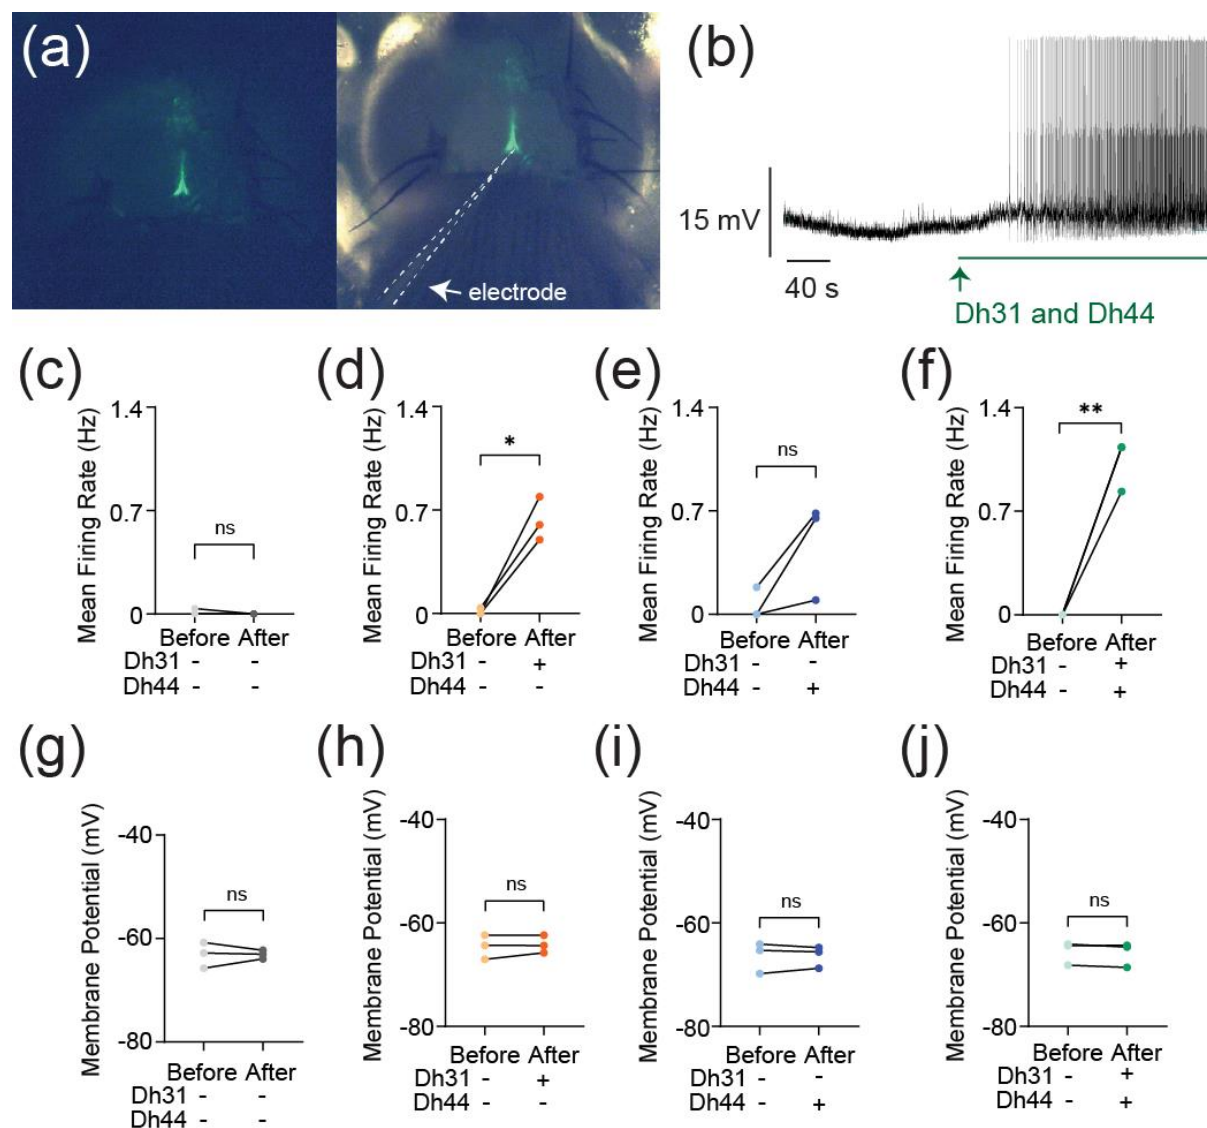 (a)
electrode
(b)
15 mV
40 s
Dh31 and Dh44
(c)
Mean Firing Rate (Hz)
1.4
0.7
0
ns
Before After
Dh31 - -
Dh44 - -
(d)
Mean Firing Rate (Hz)
1.4
0.7
0
*
Before After
Dh31 - +
Dh44 - -
(e)
Mean Firing Rate (Hz)
1.4
0.7
0
ns
Before After
Dh31 - -
Dh44 - +
(f)
Mean Firing Rate (Hz)
1.4
0.7
0
**
Before After
Dh31 - +
Dh44 - +
(g)
Membrane Potential (mV)
-40
-60
-80
ns
Before After
Dh31 - -
Dh44 - -
(h)
Membrane Potential (mV)
-40
-60
-80
ns
Before After
Dh31 - +
Dh44 - -
(i)
Membrane Potential (mV)
-40
-60
-80
ns
Before After
Dh31 - -
Dh44 - +
(j)
Membrane Potential (mV)
-40
-60
-80
ns
Before After
Dh31 - +
Dh44 - +